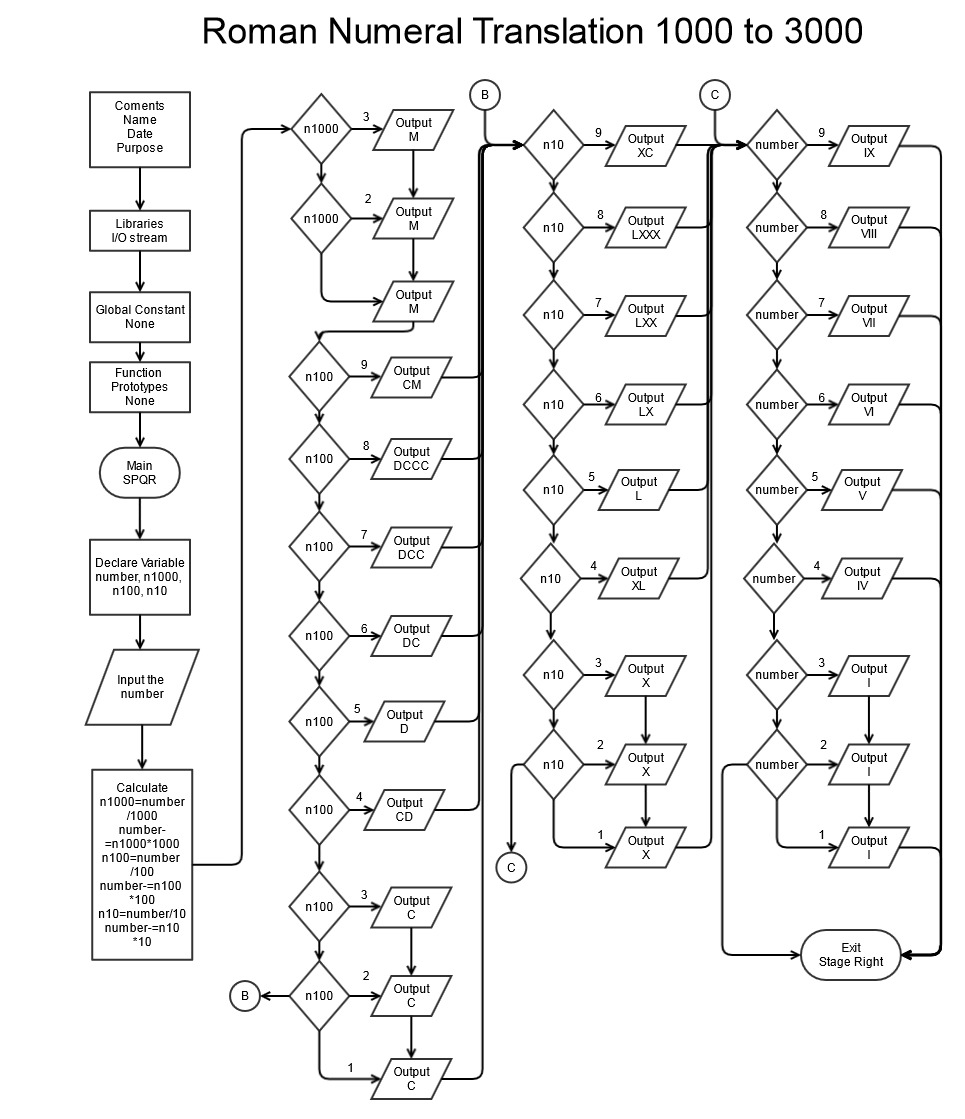 Roman Numeral Translation 1000 to 3000
Coments
Name
Date
Purpose
Libraries
I/O stream
Global Constant
None
Function
Prototypes
None
Main
SPQR
Declare Variable
number, n1000,
n100, n10
Input the
number
Calculate
n1000=number
/1000
number-
=n1000*1000
n100=number
/100
number-=n100
*100
n10=number/10
number-=n10
*10
n1000
3
Output
M
n1000
2
Output
M
Output
M
n100
9
Output
CM
n100
8
Output
DCCC
n100
7
Output
DCC
n100
6
Output
DC
n100
5
Output
D
n100
4
Output
CD
n100
3
Output
C
B
n100
2
Output
C
1
Output
C
B
n10
9
Output
XC
n10
8
Output
LXXX
n10
7
Output
LXX
n10
6
Output
LX
n10
5
Output
L
n10
4
Output
XL
n10
3
Output
X
n10
2
Output
X
1
Output
X
C
C
number
9
Output
IX
number
8
Output
VIII
number
7
Output
VII
number
6
Output
VI
number
5
Output
V
number
4
Output
IV
number
3
Output
I
number
2
Output
I
1
Output
I
Exit
Stage Right